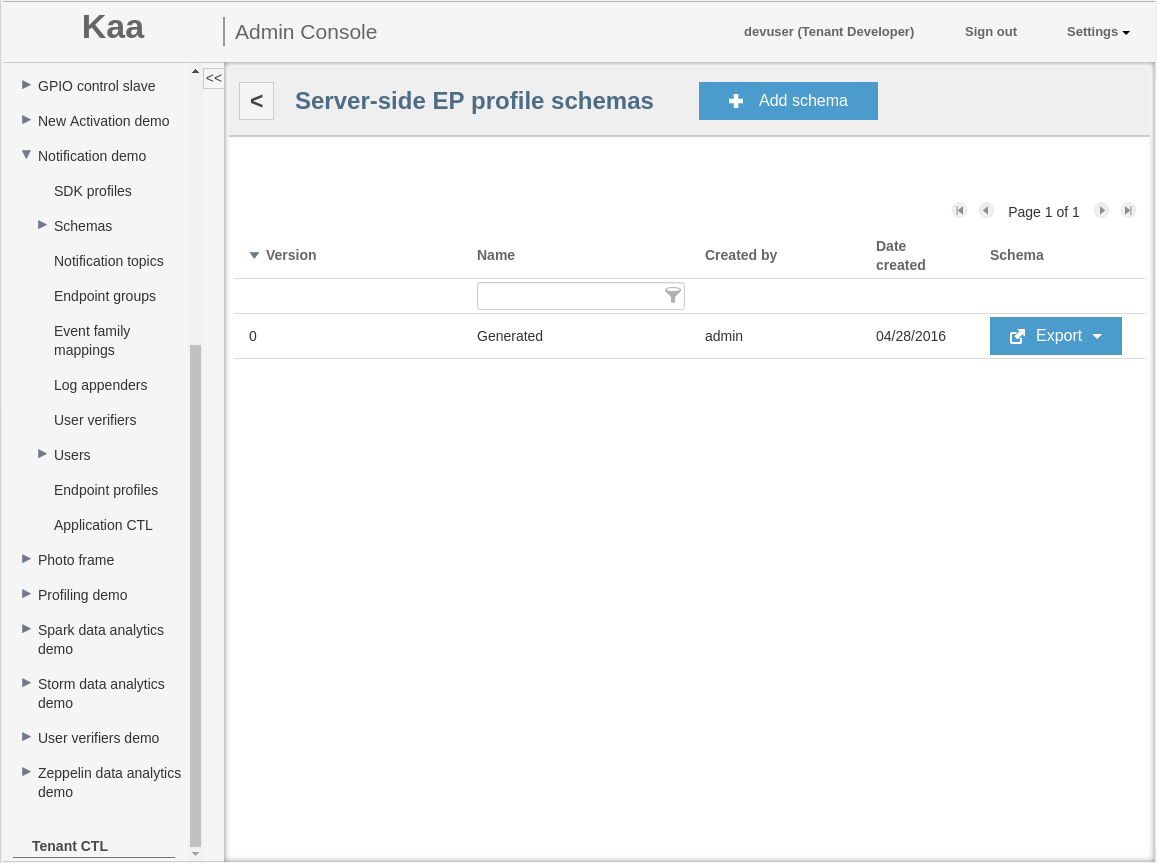 Kaa
Admin Console
devuser (Tenant Developer)
Sign out
Settings
GPIO control slave
New Activation demo
Notification demo
SDK profiles
Schemas
Notification topics
Endpoint groups
Event family
mappings
Log appenders
User verifiers
Users
Endpoint profiles
Application CTL
Photo frame
Profiling demo
Spark data analytics
demo
Storm data analytics
demo
User verifiers demo
Zeppelin data analytics
demo
Tenant CTL
<<
<
Server-side EP profile schemas
Add schema
Page 1 of 1
Version
Name
Created by
Date
created
Schema
0
Generated
admin
04/28/2016
Export